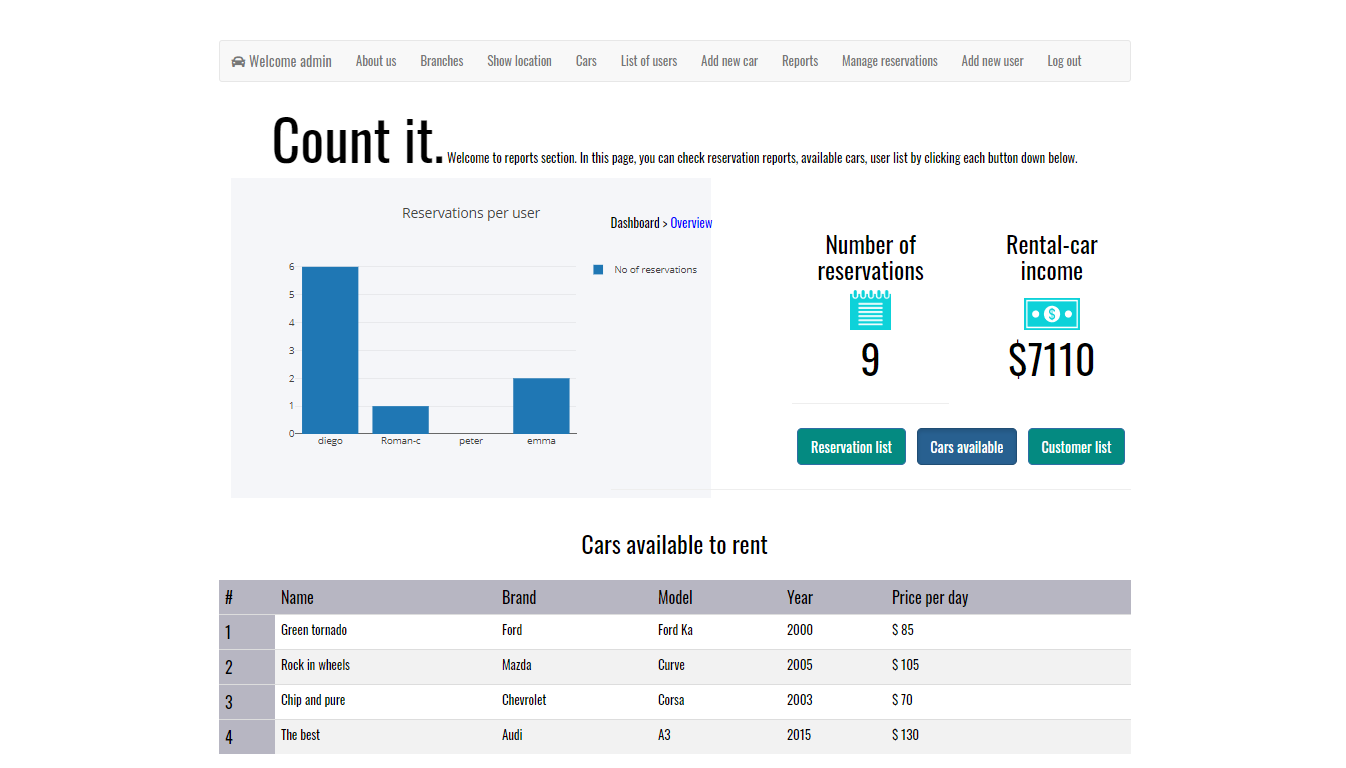 Welcome admin About us Branches Show location Cars List of users Add new car Reports Manage reservations Add new user Log out
Count it. Welcome to reports section. In this page, you can check reservation reports, available cars, user list by clicking each button down below.
Reservations per user
Dashboard > Overview
No of reservations
6
5
4
3
2
1
0
diego Roman-c peter emma
Number of
reservations
9
Rental-car
income
$
$7110
Reservation list Cars available Customer list
Cars available to rent
# Name Brand Model Year Price per day
1 Green tornado Ford Ford Ka 2000 $ 85
2 Rock in wheels Mazda Curve 2005 $ 105
3 Chip and pure Chevrolet Corsa 2003 $ 70
4 The best Audi A3 2015 $ 130